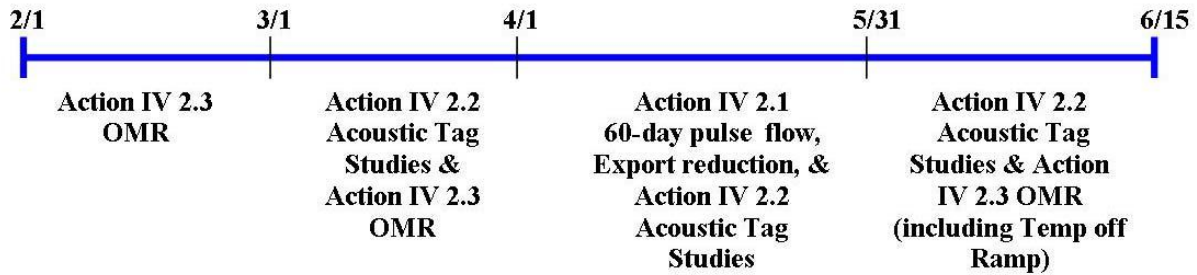 2/1 3/1 4/1 5/31 6/15
Action IV 2.3
OMR
Action IV 2.2
Acoustic Tag
Studies &
Action IV 2.3
OMR
Action IV 2.1
60-day pulse flow,
Export reduction, &
Action IV 2.2
Acoustic Tag
Studies
Action IV 2.2
Acoustic Tag
Studies & Action
IV 2.3 OMR
(including Temp off
Ramp)